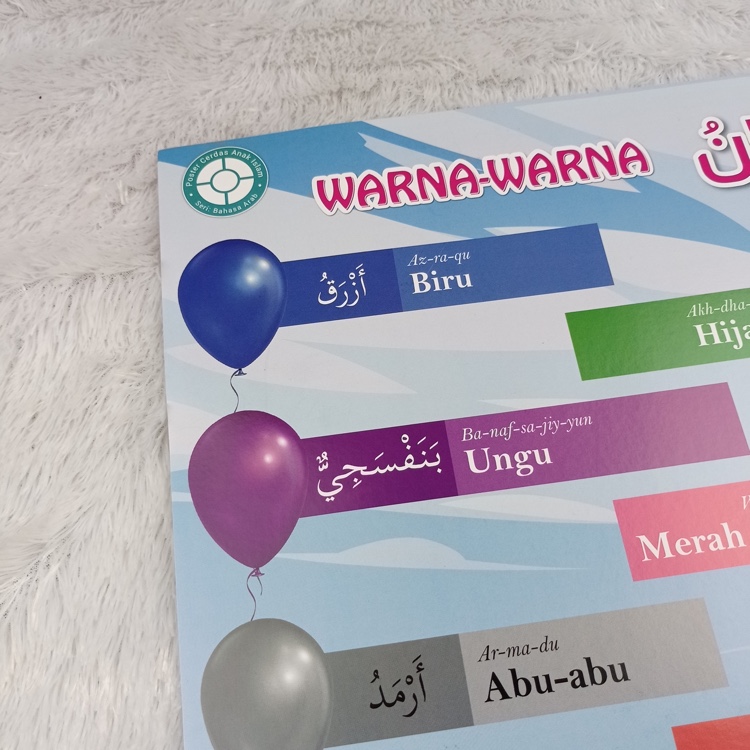 Poster Cerdas Anak Islam
Seri: Bahasa Arab
WARNA-WARNA
أَزْرَقُ
Az-ra-qu
Biru
Akh-dha-
بَنَفْسَجِيٌّ
Ba-naf-sa-jiy-yun
Ungu
Merah
أَرْمَدُ
Ar-ma-du
Abu-abu